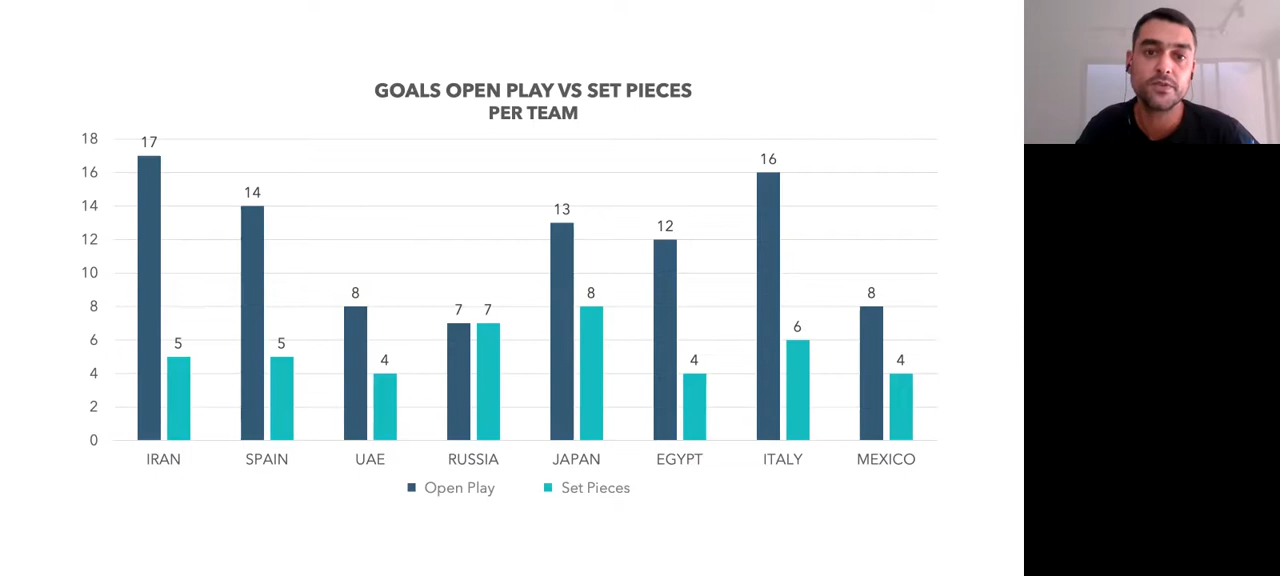 GOALS OPEN PLAY VS SET PIECES
PER TEAM
18
16
14
12
10
8
6
4
2
0
17
5
14
5
8
4
7
7
13
8
12
4
16
6
8
4
IRAN
SPAIN
UAE
RUSSIA
JAPAN
EGYPT
ITALY
MEXICO
Open Play
Set Pieces